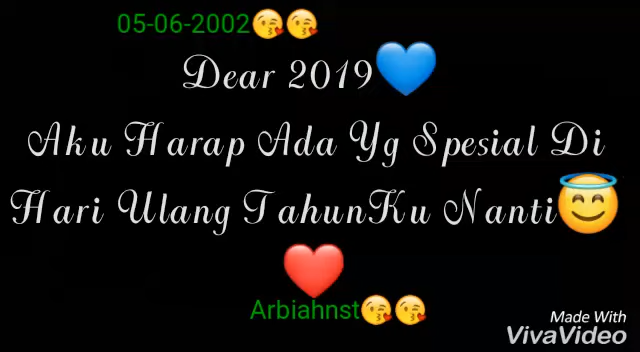 05-06-2002😘😘
Dear 2019💙
Aku Harap Ada Yg Spesial Di
Hari Ulang TahunKu Nanti😇
❤️
Arbiahnst😘😘
Made With
VivaVideo